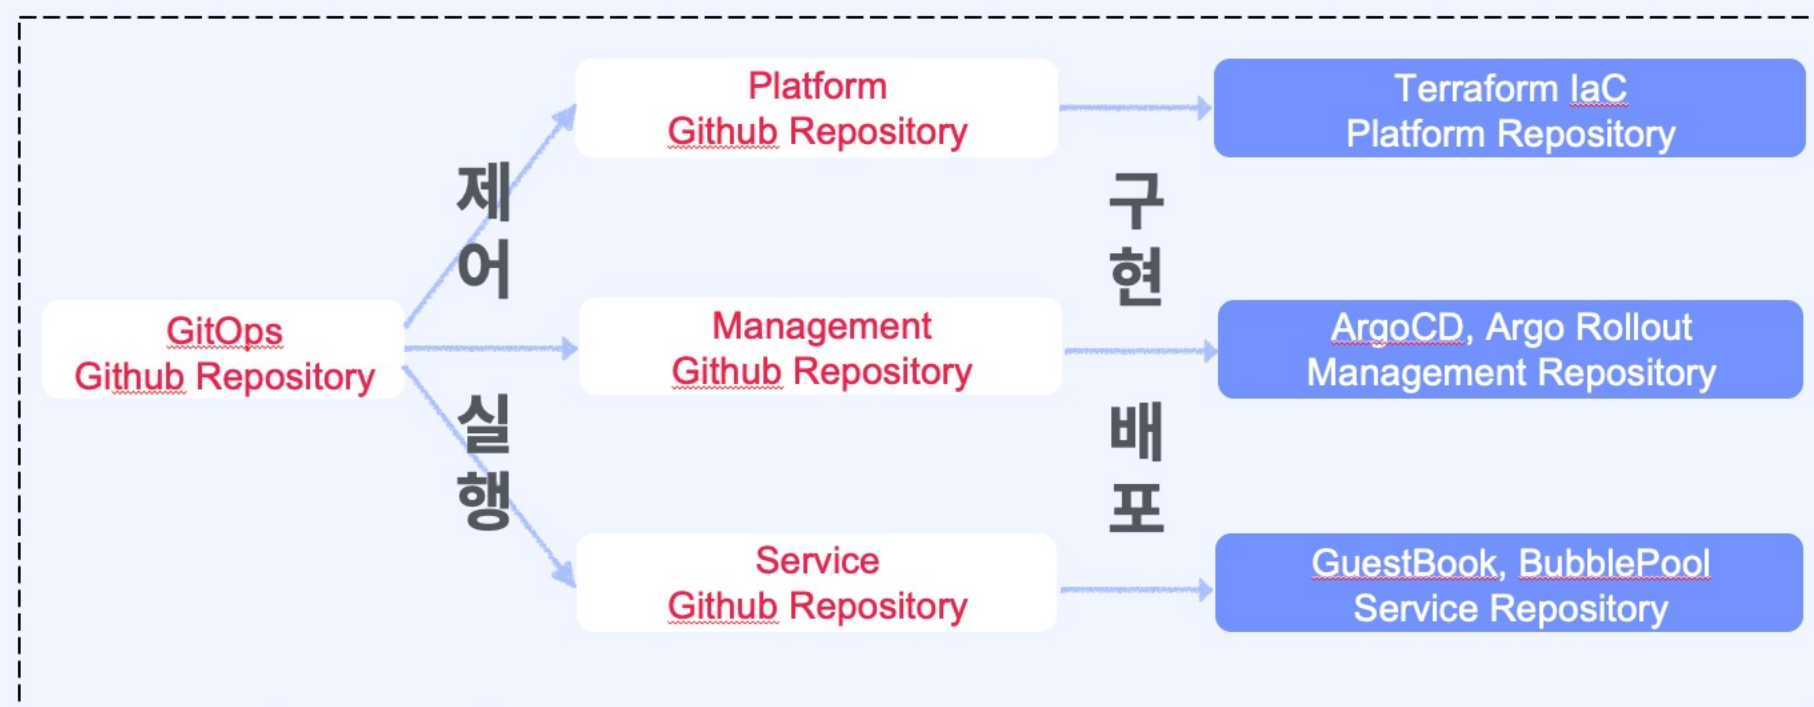 Platform
Github Repository
Terraform IaC
Platform Repository
제어
구현
GitOps
Github Repository
Management
Github Repository
ArgoCD, Argo Rollout
Management Repository
실행
배포
Service
Github Repository
GuestBook, BubblePool
Service Repository